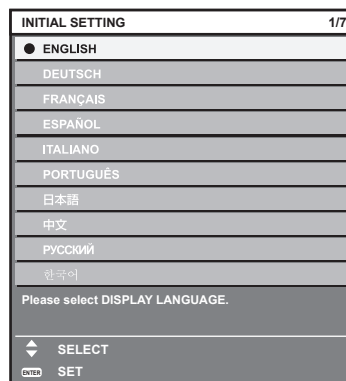 INITIAL SETTING 1/7
ENGLISH
DEUTSCH
FRANÇAIS
ESPAÑOL
ITALIANO
PORTUGUÊS
日本語
中文
РУССКИЙ
한국어
Please select DISPLAY LANGUAGE.
SELECT
ENTER SET